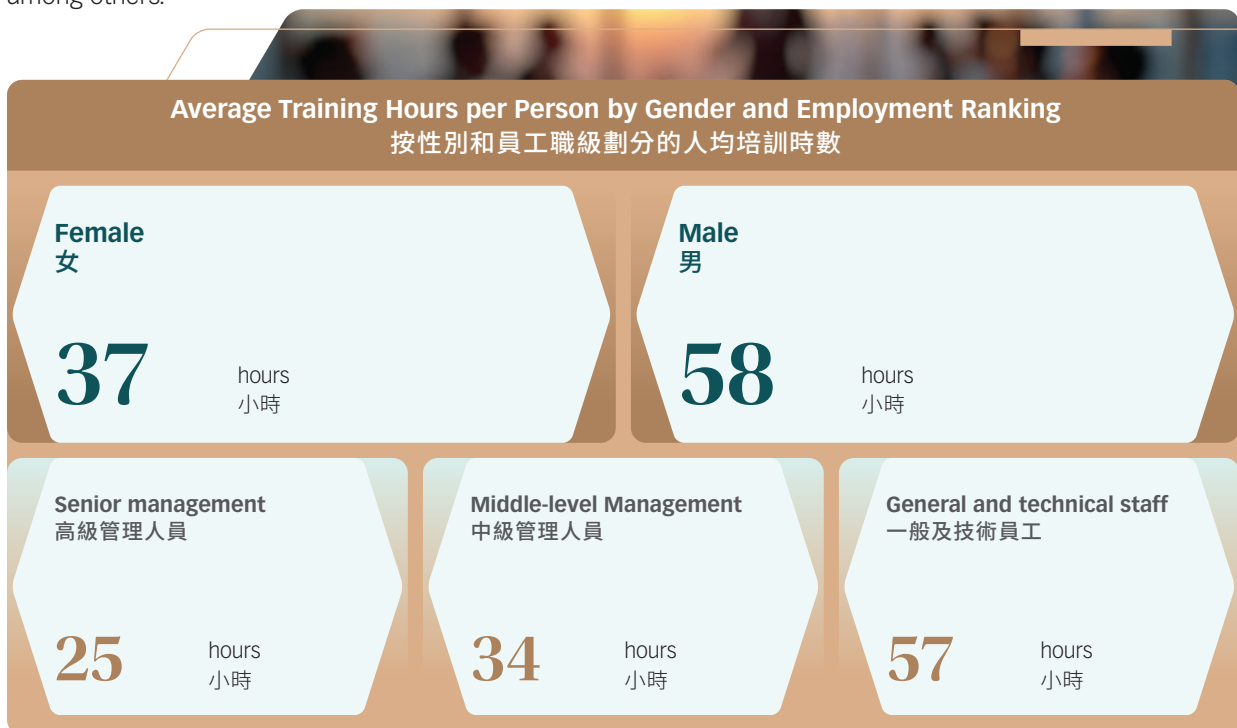 among others.
Average Training Hours per Person by Gender and Employment Ranking
按性別和員工職級劃分的人均培訓時數
Female
女
37 hours
小時
Male
男
58 hours
小時
Senior management
高級管理人員
25 hours
小時
Middle-level Management
中級管理人員
34 hours
小時
General and technical staff
一般及技術員工
57 hours
小時